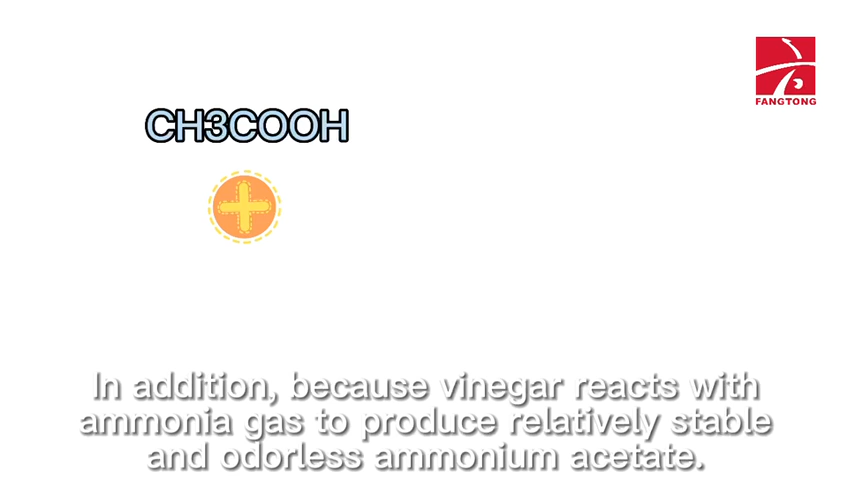 FANGTONG
CH3COOH
In addition, because vinegar reacts with
ammonia gas to produce relatively stable
and odorless ammonium acetate.